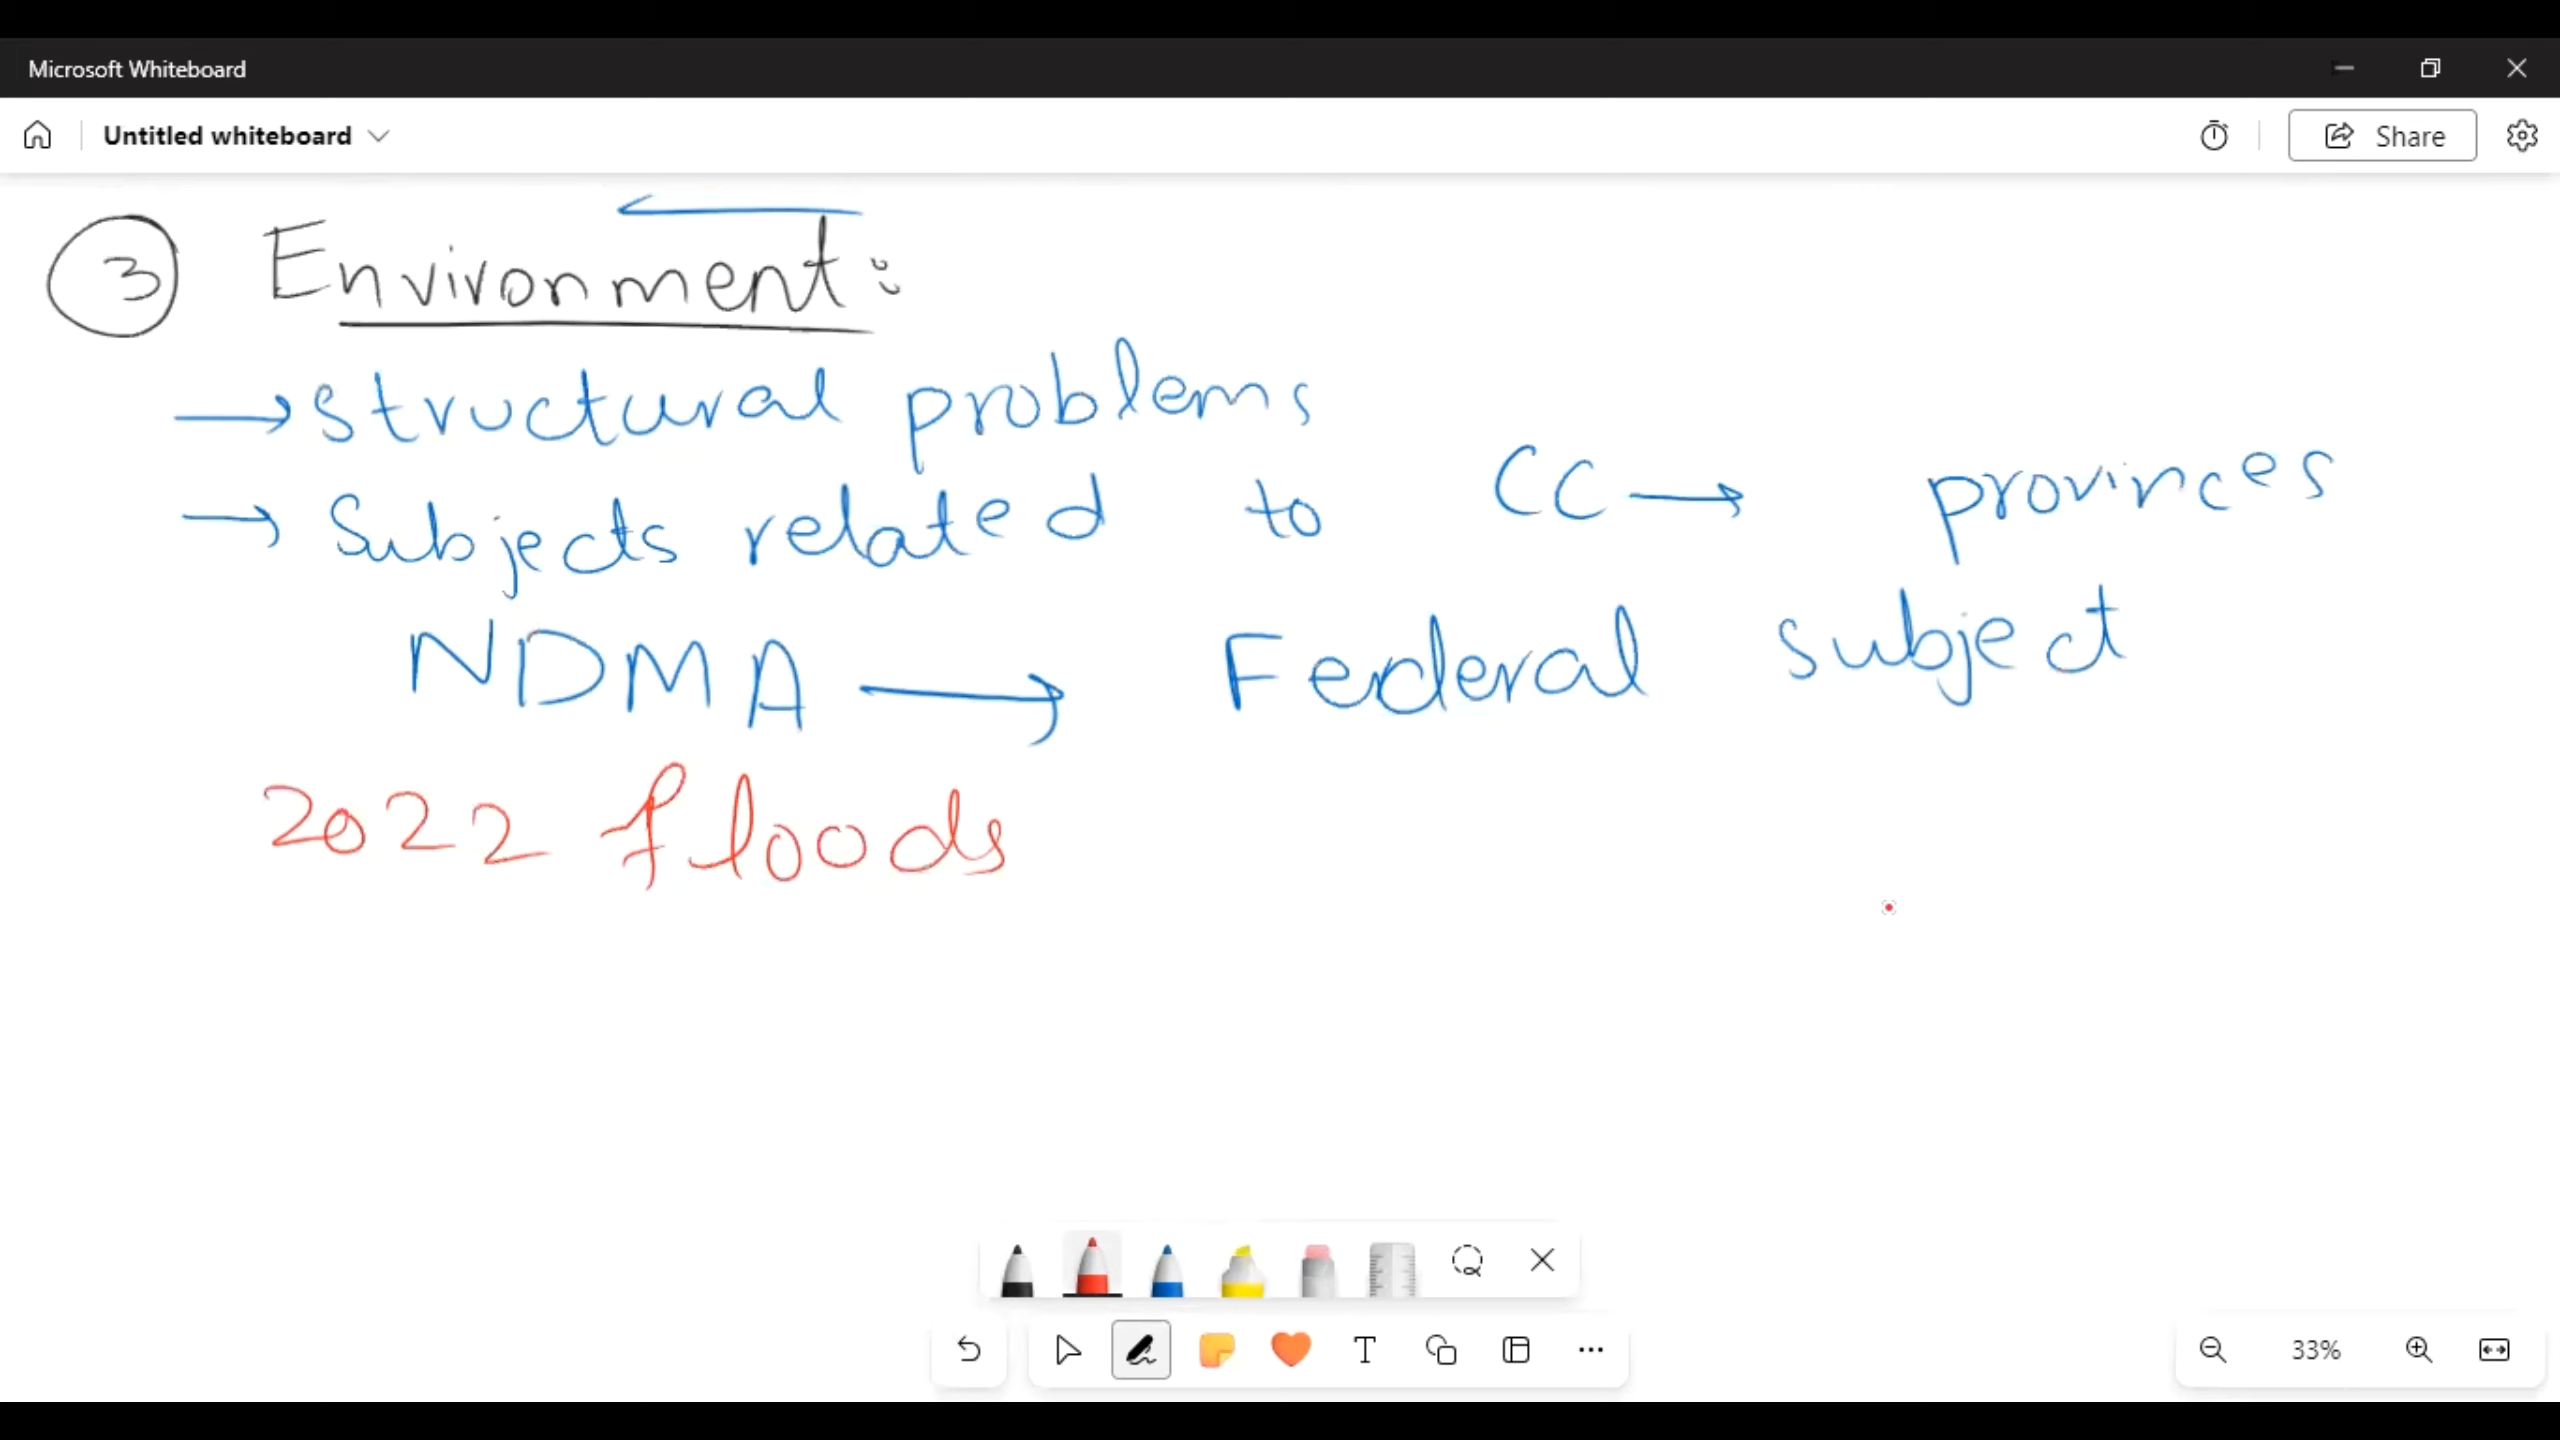 Microsoft Whiteboard
Untitled whiteboard
Share
3 Environment:
→ structural problems
→ Subjects related to CC → provinces
NDMA → Federal subject
2022 floods
T
33%